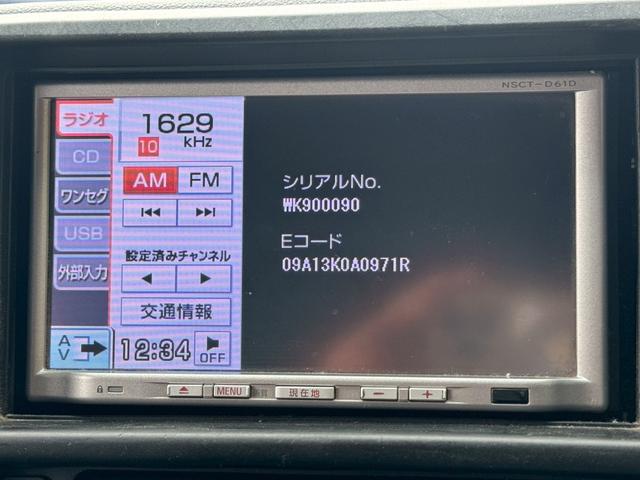 NSCT-D61D
ラジオ
CD
ワンセグ
USB
外部入力
AV
1629
10 kHz
AM FM
設定済みチャンネル
交通情報
12:34 OFF
シリアルNo.
WK900090
Eコード
09A13K0A0971R
MENU 現在地 − +